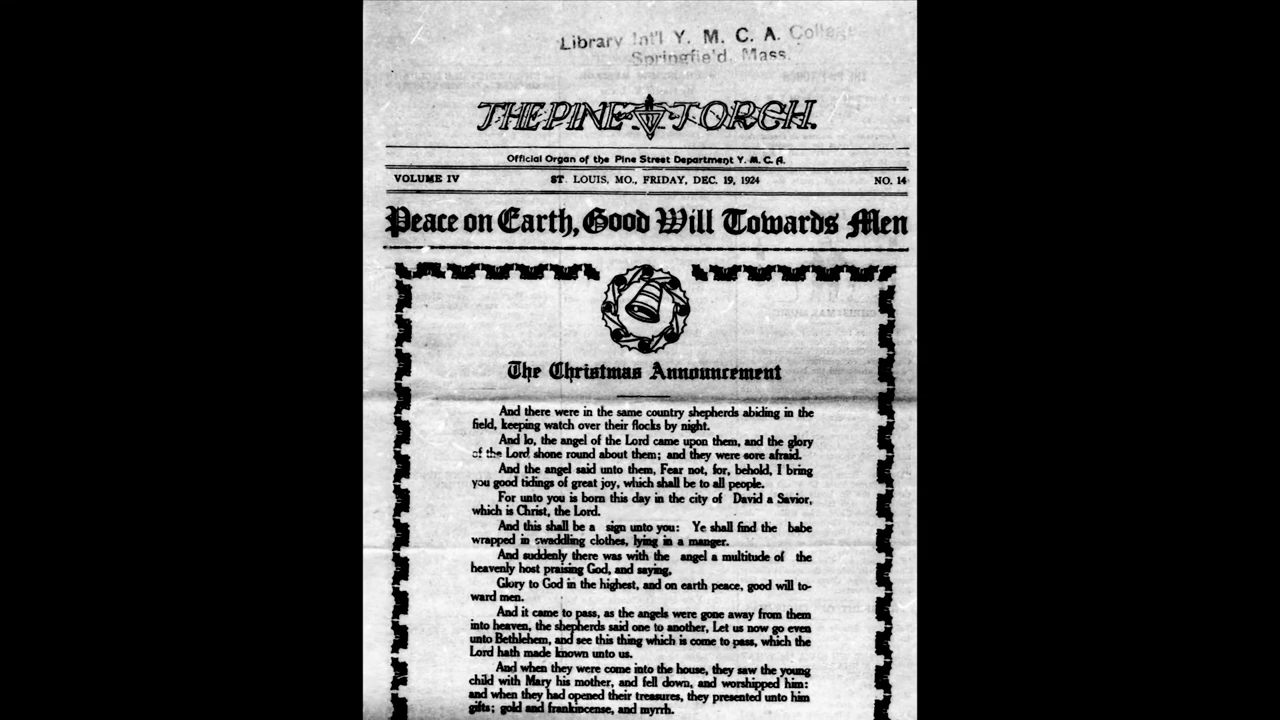 Library Int'l Y. M. C. A. College
Springfield, Mass.
THE PINE TORCH.
Official Organ of the Pine Street Department Y. M. C. A.
VOLUME IV ST. LOUIS, MO., FRIDAY, DEC. 19, 1924 NO. 14
Peace on Earth, Good Will Towards Men
The Christmas Announcement
And there were in the same country shepherds abiding in the
field, keeping watch over their flocks by night.
And lo, the angel of the Lord came upon them, and the glory
of the Lord shone round about them; and they were sore afraid.
And the angel said unto them, Fear not, for, behold, I bring
you good tidings of great joy, which shall be to all people.
For unto you is born this day in the city of David a Savior,
which is Christ, the Lord.
And this shall be a sign unto you: Ye shall find the babe
wrapped in swaddling clothes, lying in a manger.
And suddenly there was with the angel a multitude of the
heavenly host praising God, and saying,
Glory to God in the highest, and on earth peace, good will to-
ward men.
And it came to pass, as the angels were gone away from them
into heaven, the shepherds said one to another, Let us now go even
unto Bethlehem, and see this thing which is come to pass, which the
Lord hath made known unto us.
And when they were come into the house, they saw the young
child with Mary his mother, and fell down, and worshipped him:
and when they had opened their treasures, they presented unto him
gifts; gold and frankincense, and myrrh.